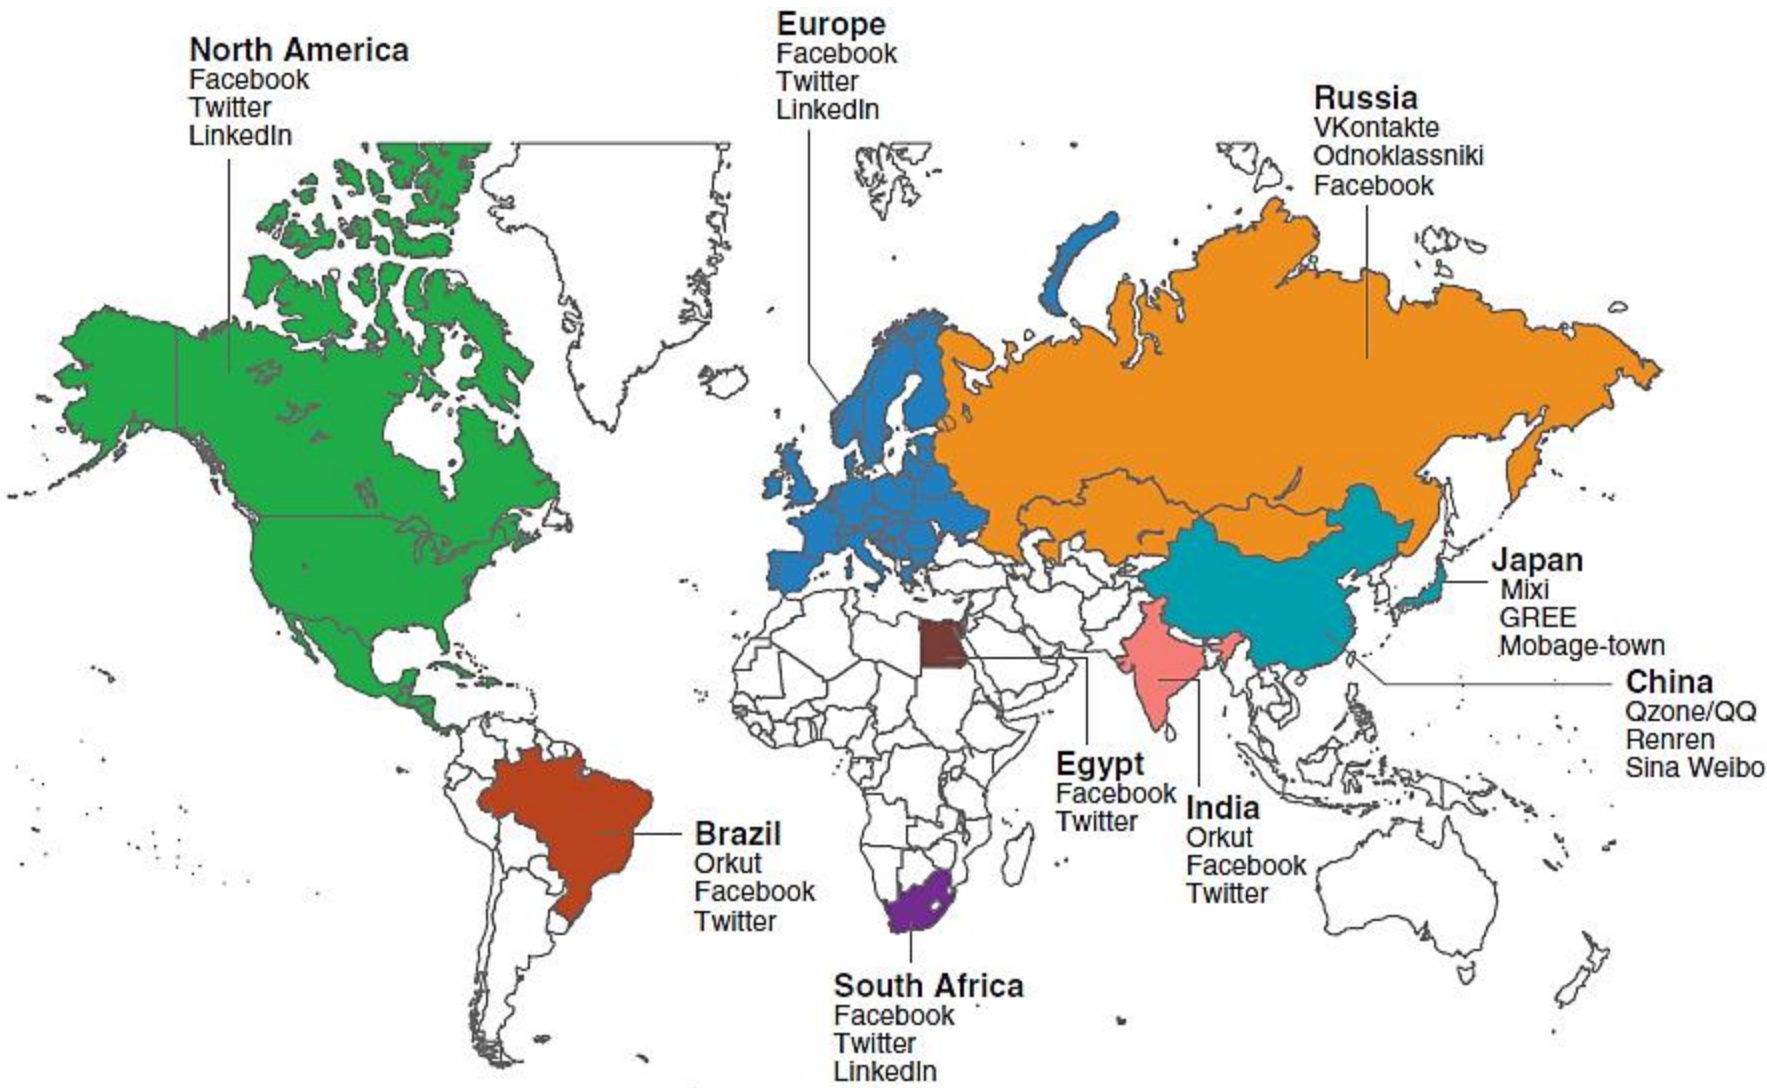 North America
Facebook
Twitter
LinkedIn
Europe
Facebook
Twitter
LinkedIn
Russia
VKontakte
Odnoklassniki
Facebook
Japan
Mixi
GREE
Mobage-town
China
Qzone/QQ
Renren
Sina Weibo
Egypt
Facebook
Twitter
India
Orkut
Facebook
Twitter
Brazil
Orkut
Facebook
Twitter
South Africa
Facebook
Twitter
LinkedIn